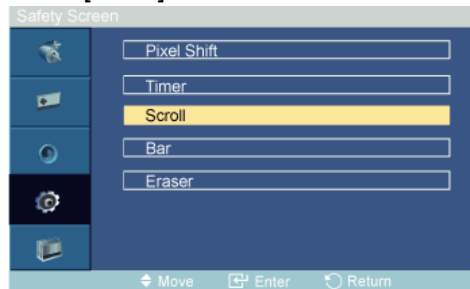 Safety Screen
Pixel Shift
Timer
Scroll
Bar
Eraser
Move Enter Return